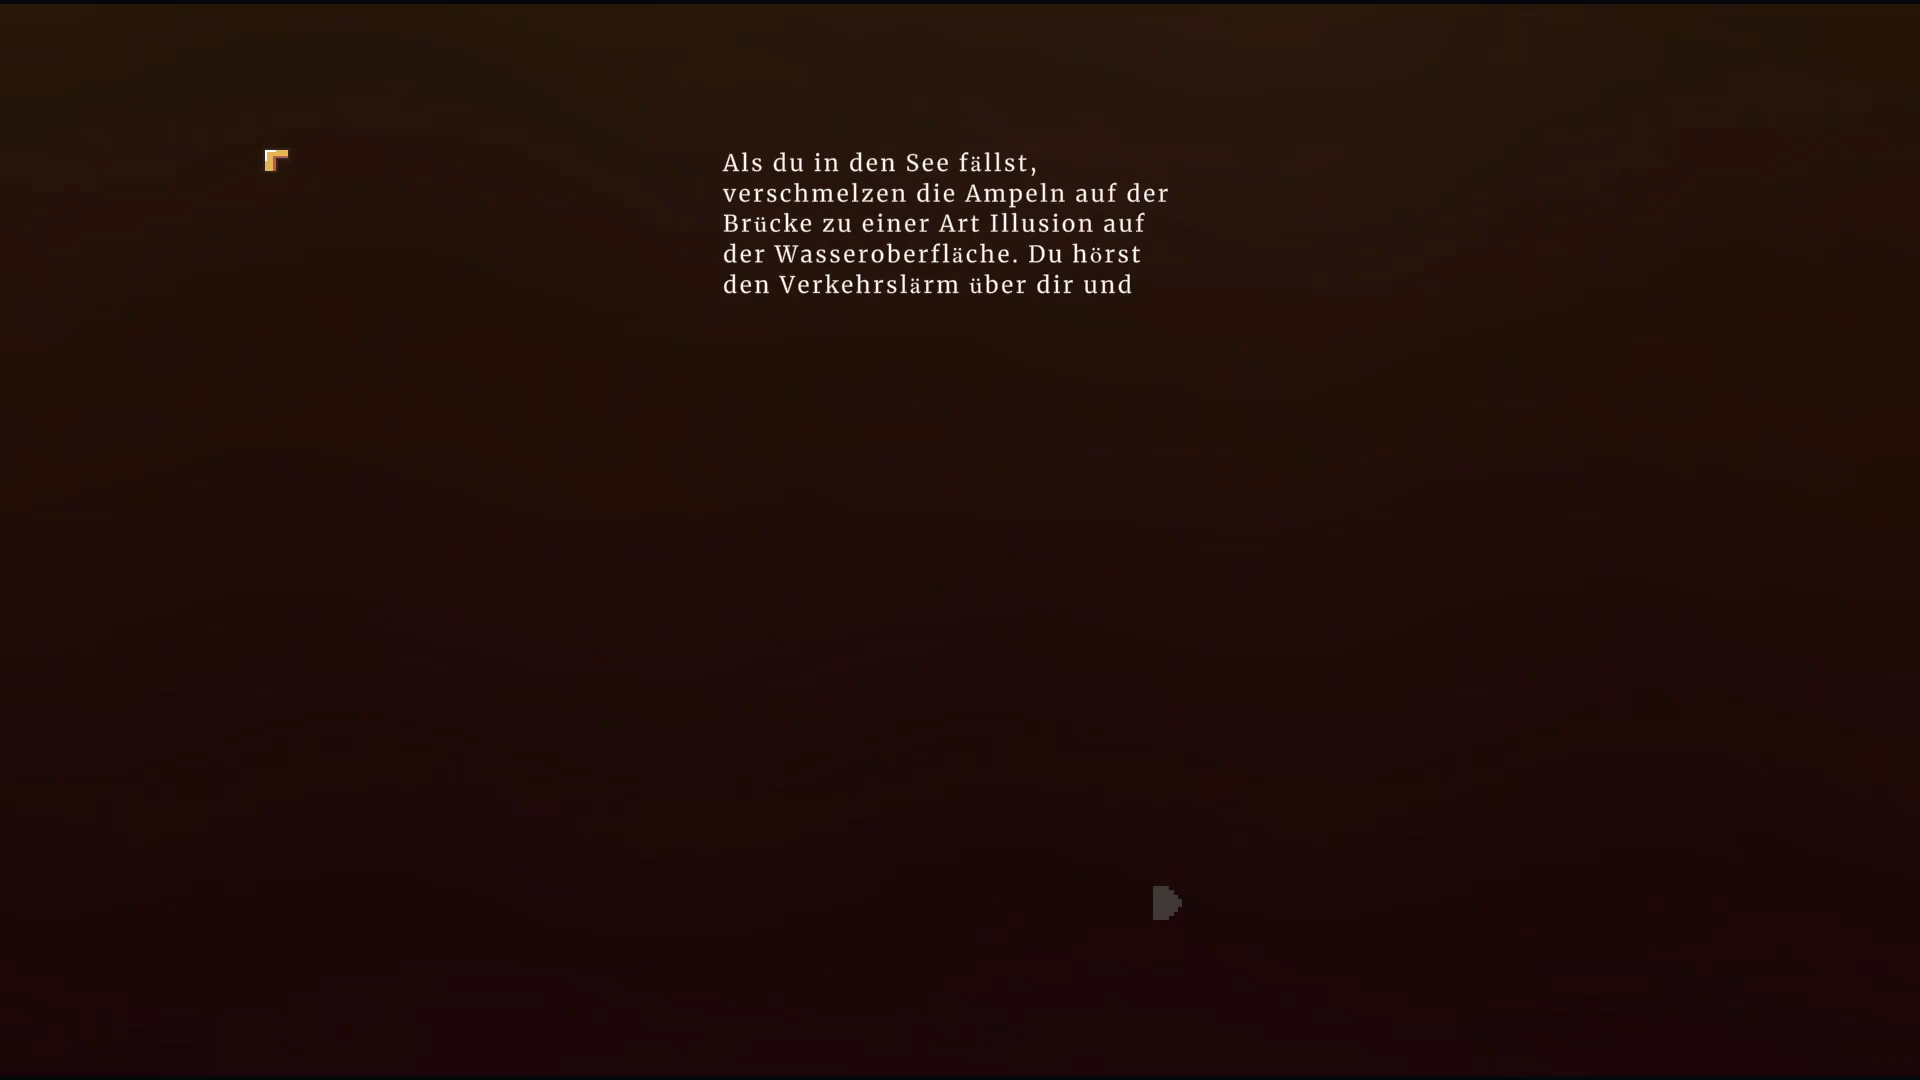 Als du in den See fällst,
verschmelzen die Ampeln auf der
Brücke zu einer Art Illusion auf
der Wasseroberfläche. Du hörst
den Verkehrslärm über dir und